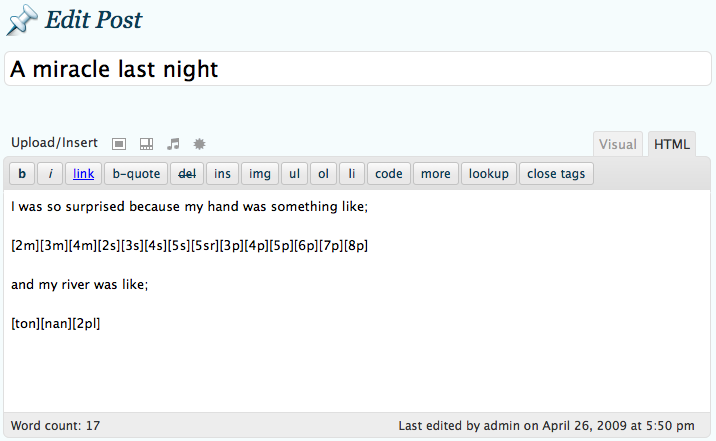 Edit Post
A miracle last night
Upload/Insert
Visual HTML
b i link b-quote del ins img ul ol li code more lookup close tags
I was so surprised because my hand was something like;
[2m][3m][4m][2s][3s][4s][5s][5sr][3p][4p][5p][6p][7p][8p]
and my river was like;
[ton][nan][2pl]
Word count: 17 Last edited by admin on April 26, 2009 at 5:50 pm